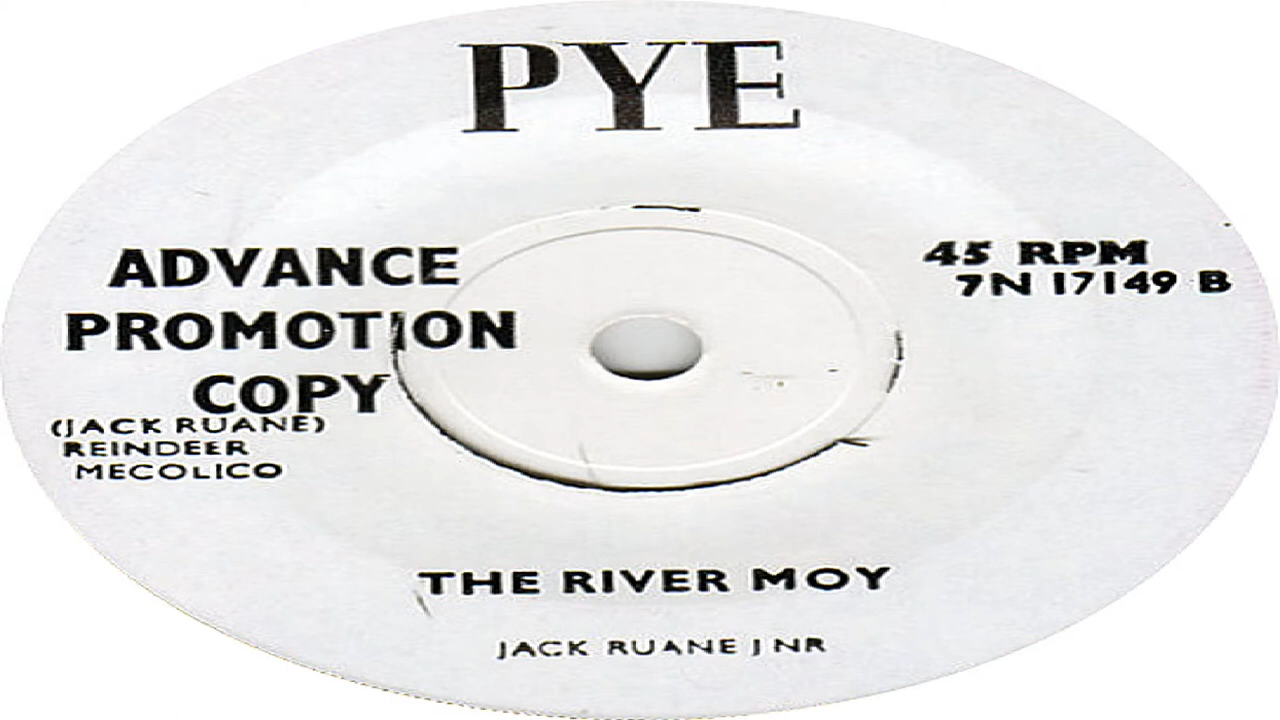 PYE
ADVANCE
PROMOTION
COPY
(JACK RUANE)
REINDEER
MECOLICO
45 RPM
7N 17149 B
THE RIVER MOY
JACK RUANE JNR